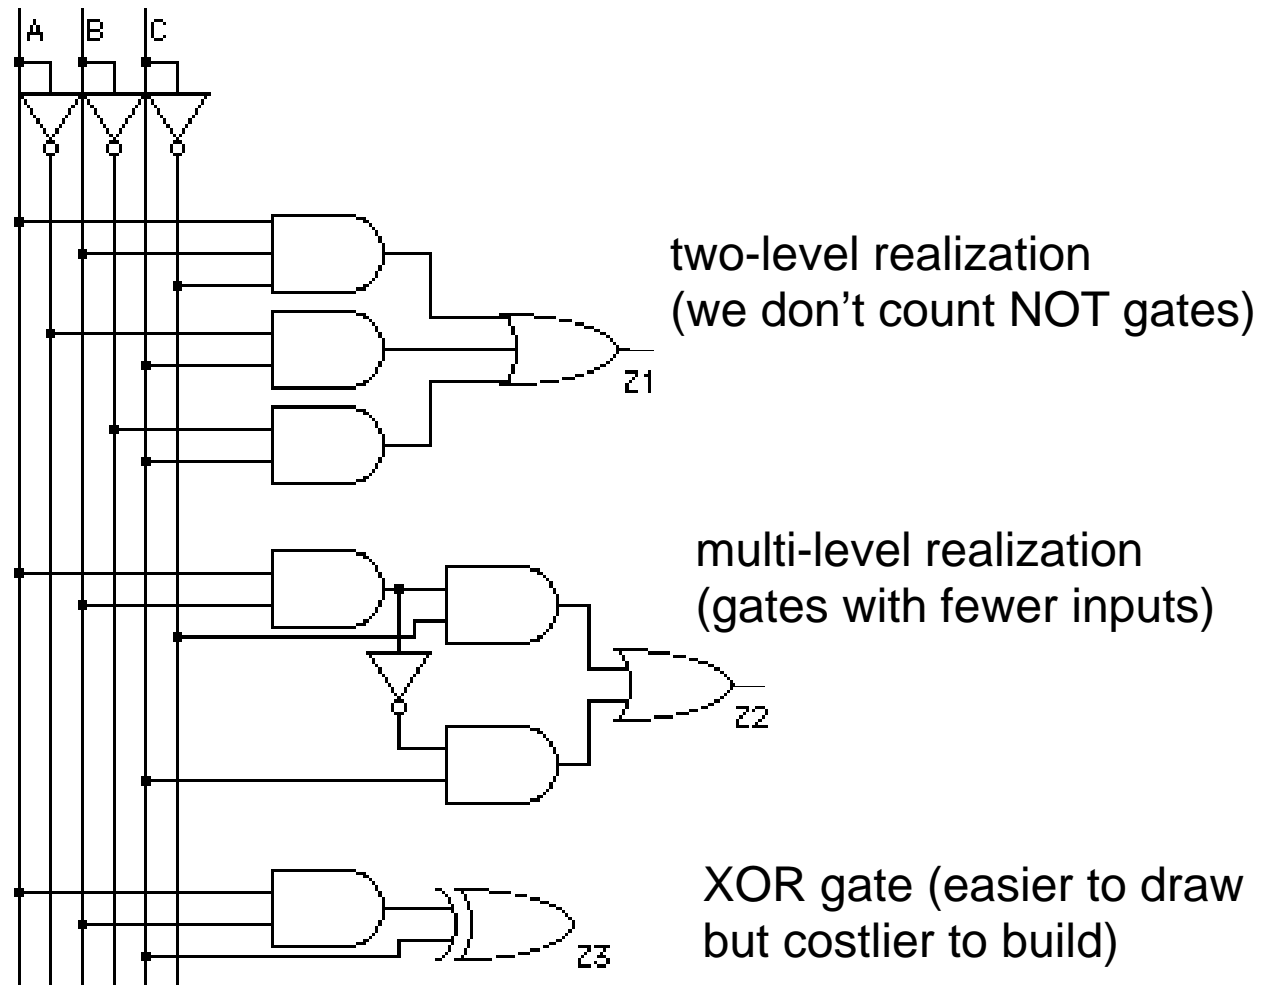 A B C
two-level realization
(we don’t count NOT gates)
Z1
multi-level realization
(gates with fewer inputs)
Z2
XOR gate (easier to draw
but costlier to build)
Z3